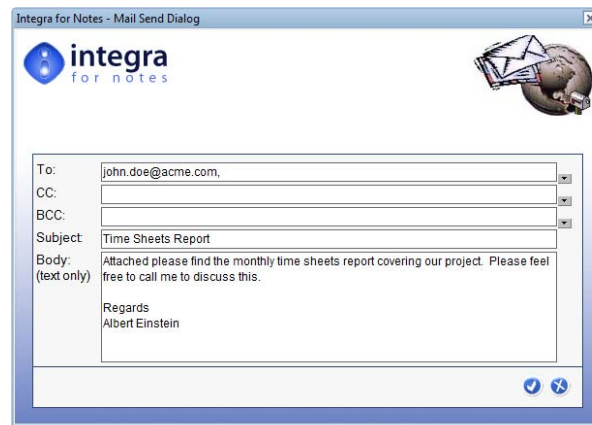 Integra for Notes - Mail Send Dialog
integra
for notes
To:
john.doe@acme.com,
CC:
BCC:
Subject:
Time Sheets Report
Body:
(text only)
Attached please find the monthly time sheets report covering our project. Please feel
free to call me to discuss this.
Regards
Albert Einstein